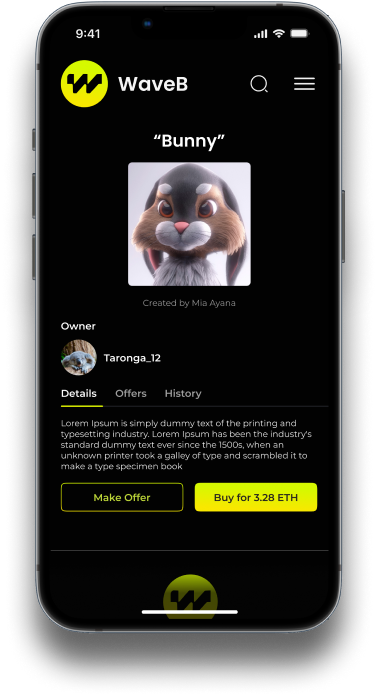 9:41
WaveB
“Bunny”
Created by Mia Ayana
Owner
Taronga_12
Details Offers History
Lorem Ipsum is simply dummy text of the printing and
typesetting industry. Lorem Ipsum has been the industry's
standard dummy text ever since the 1500s, when an
unknown printer took a galley of type and scrambled it to
make a type specimen book
Make Offer Buy for 3.28 ETH